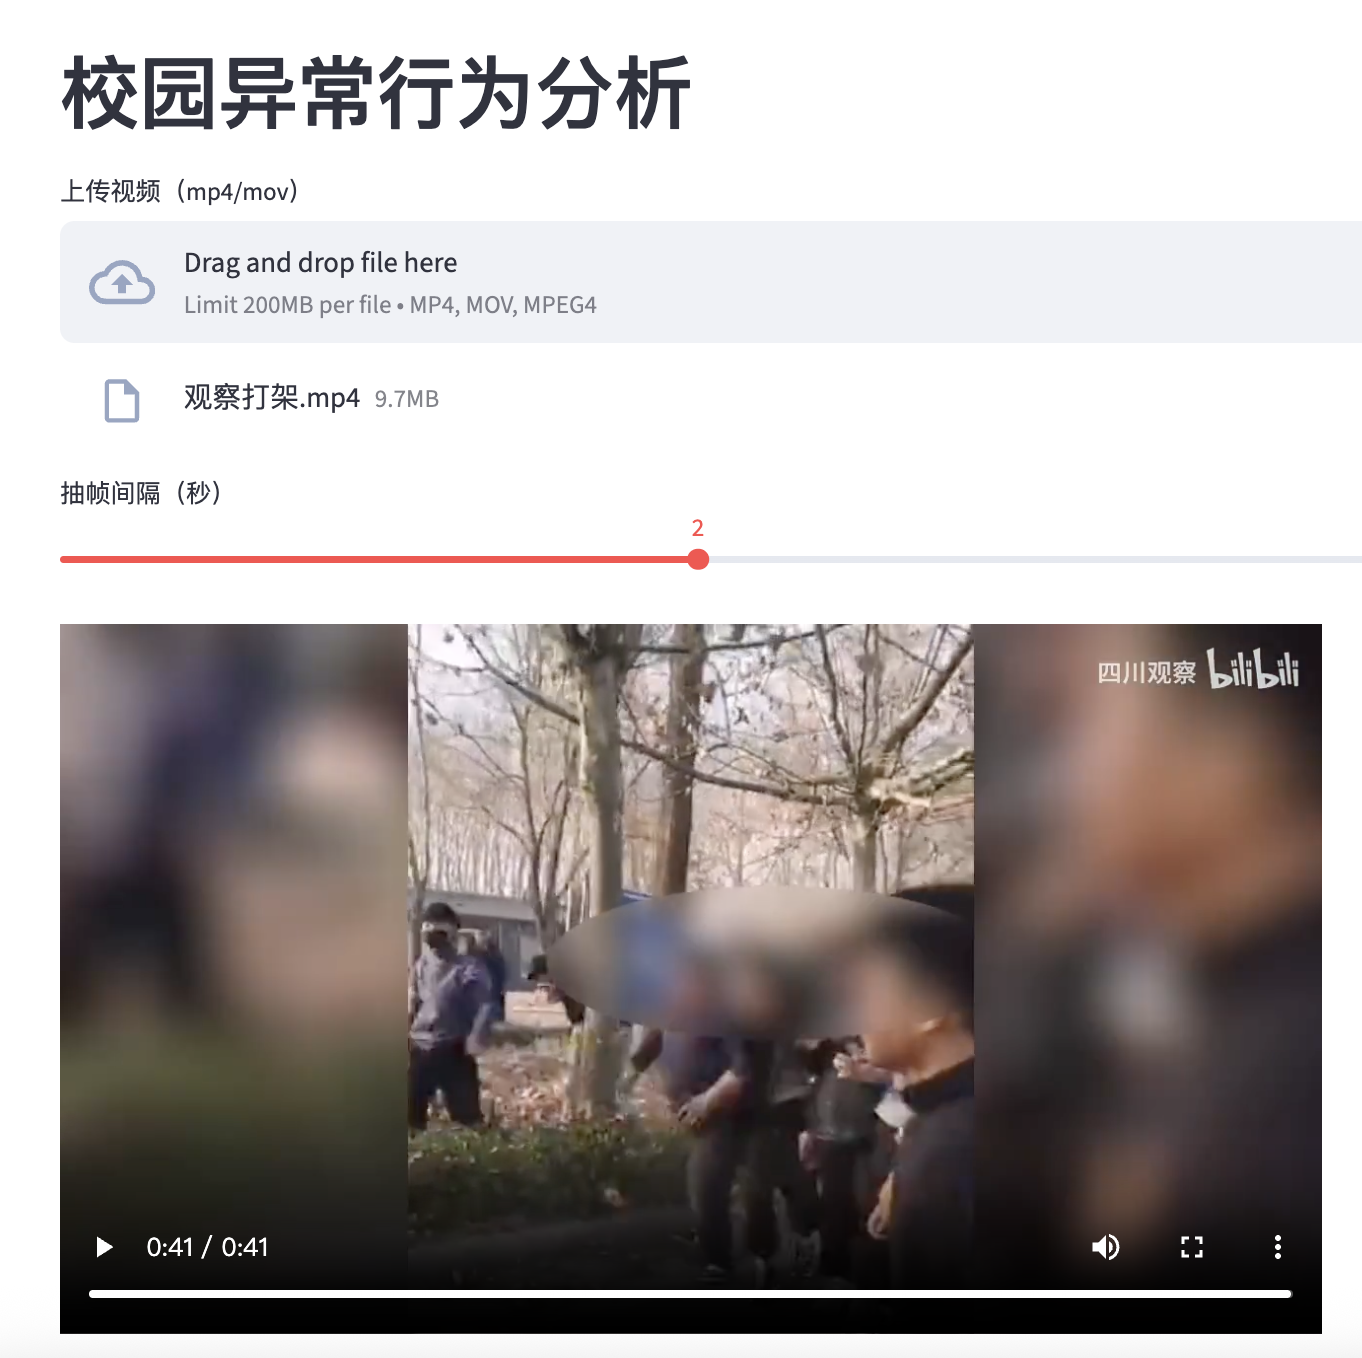 校园异常行为分析
上传视频（mp4/mov）
Drag and drop file here
Limit 200MB per file • MP4, MOV, MPEG4
观察打架.mp4 9.7MB
抽帧间隔（秒）
2
四川观察 bilibili
0:41 / 0:41